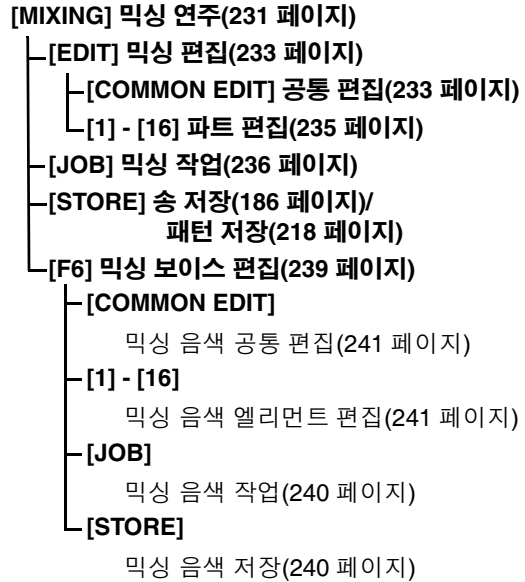 [MIXING] 믹싱 연주(231 페이지)
[EDIT] 믹싱 편집(233 페이지)
[COMMON EDIT] 공통 편집(233 페이지)
[1] - [16] 파트 편집(235 페이지)
[JOB] 믹싱 작업(236 페이지)
[STORE] 송 저장(186 페이지)/
패턴 저장(218 페이지)
[F6] 믹싱 보이스 편집(239 페이지)
[COMMON EDIT]
믹싱 음색 공통 편집(241 페이지)
[1] - [16]
믹싱 음색 엘리먼트 편집(241 페이지)
[JOB]
믹싱 음색 작업(240 페이지)
[STORE]
믹싱 음색 저장(240 페이지)